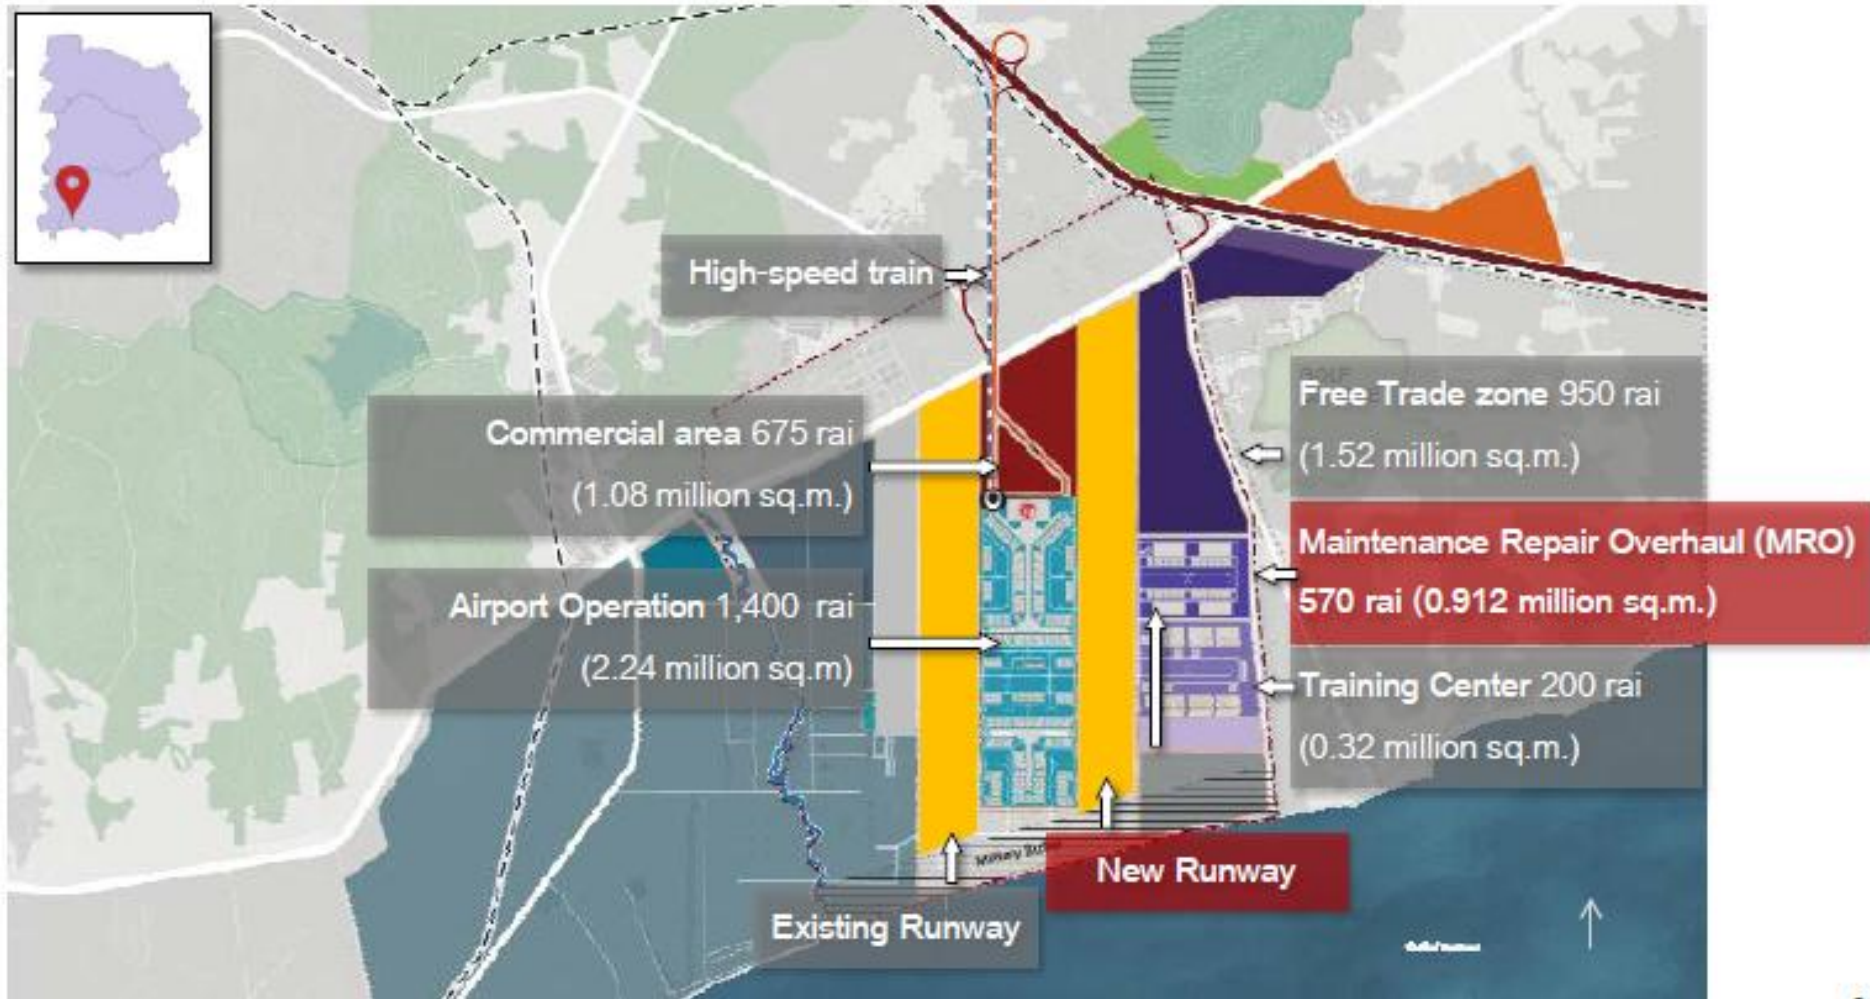 High-speed train
Commercial area 675 rai
(1.08 million sq.m.)
Airport Operation 1,400 rai
(2.24 million sq.m)
Free Trade zone 950 rai
(1.52 million sq.m.)
Maintenance Repair Overhaul (MRO)
570 rai (0.912 million sq.m.)
Training Center 200 rai
(0.32 million sq.m.)
New Runway
Existing Runway
Military
GOLF